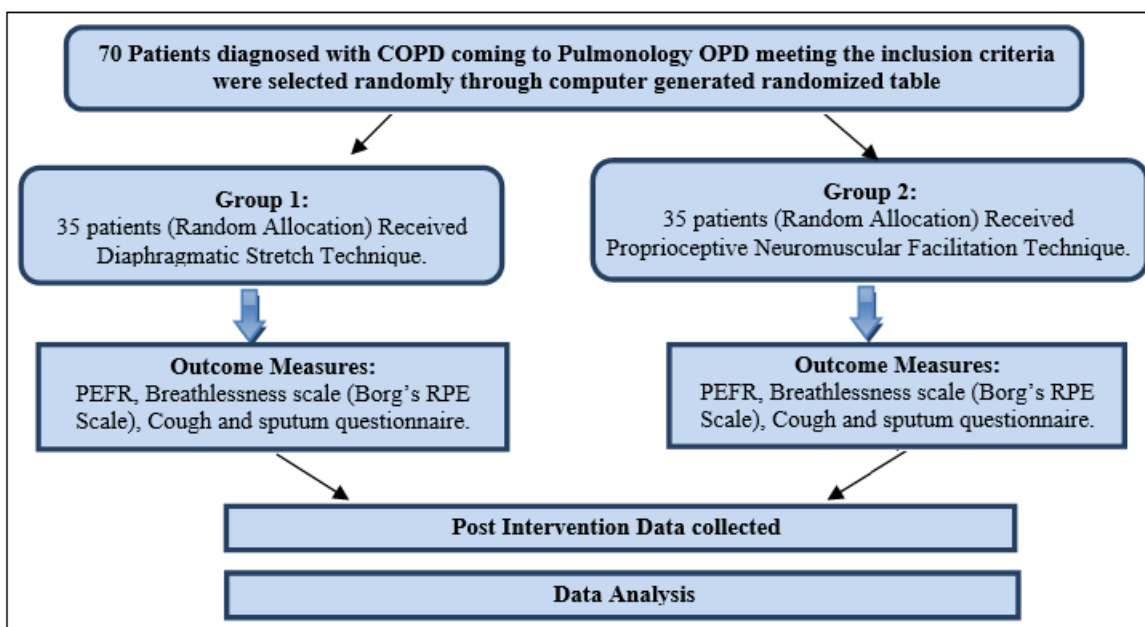 70 Patients diagnosed with COPD coming to Pulmonology OPD meeting the inclusion criteria
were selected randomly through computer generated randomized table
Group 1:
35 patients (Random Allocation) Received
Diaphragmatic Stretch Technique.
Group 2:
35 patients (Random Allocation) Received
Proprioceptive Neuromuscular Facilitation Technique.
Outcome Measures:
PEFR, Breathlessness scale (Borg’s RPE
Scale), Cough and sputum questionnaire.
Outcome Measures:
PEFR, Breathlessness scale (Borg’s RPE
Scale), Cough and sputum questionnaire.
Post Intervention Data collected
Data Analysis